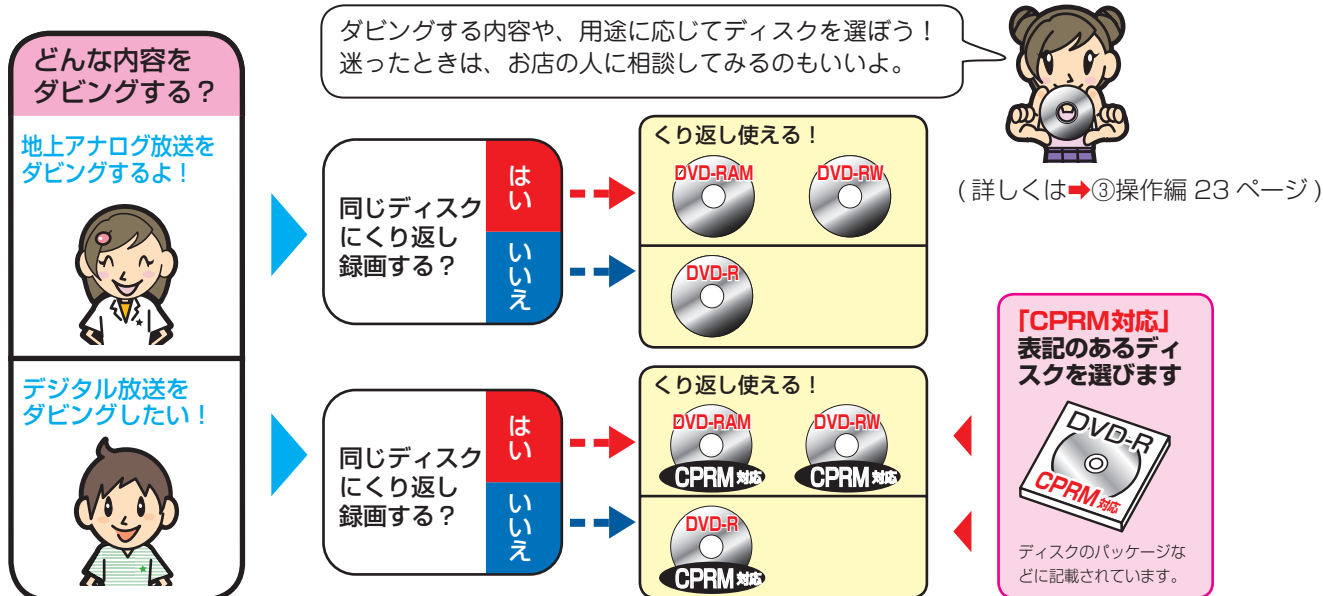 ダビングする内容や、用途に応じてディスクを選ぼう！
迷ったときは、お店の人に相談してみるのもいいよ。
(詳しくは➡③操作編 23 ページ)
どんな内容を
ダビングする？
地上アナログ放送を
ダビングするよ！
同じディスク
にくり返し
録画する？
はい
いいえ
くり返し使える！
DVD-RAM
DVD-RW
DVD-R
デジタル放送を
ダビングしたい！
同じディスク
にくり返し
録画する？
はい
いいえ
くり返し使える！
DVD-RAM
CPRM対応
DVD-RW
CPRM対応
DVD-R
CPRM対応
「CPRM対応」
表記のあるディ
スクを選びます
DVD-R
CPRM対応
ディスクのパッケージな
どに記載されています。